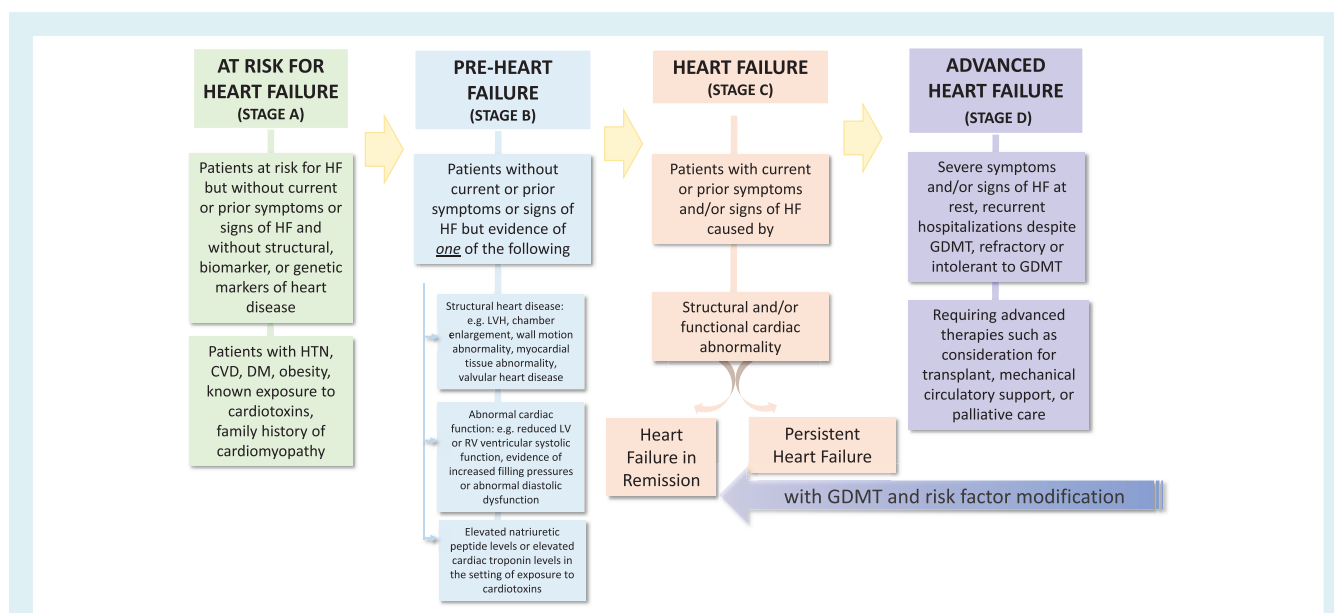 AT RISK FOR
HEART FAILURE
(STAGE A)
Patients at risk for HF
but without current
or prior symptoms or
signs of HF and
without structural,
biomarker, or genetic
markers of heart
disease
Patients with HTN,
CVD, DM, obesity,
known exposure to
cardiotoxins,
family history of
cardiomyopathy
PRE-HEART
FAILURE
(STAGE B)
Patients without
current or prior
symptoms or signs of
HF but evidence of
one of the following
Structural heart disease:
e.g. LVH, chamber
enlargement, wall motion
abnormality, myocardial
tissue abnormality,
valvular heart disease
Abnormal cardiac
function: e.g. reduced LV
or RV ventricular systolic
function, evidence of
increased filling pressures
or abnormal diastolic
dysfunction
Elevated natriuretic
peptide levels or elevated
cardiac troponin levels in
the setting of exposure to
cardiotoxins
HEART FAILURE
(STAGE C)
Patients with current
or prior symptoms
and/or signs of HF
caused by
Structural and/or
functional cardiac
abnormality
Heart
Failure in
Remission
Persistent
Heart Failure
with GDMT and risk factor modification
ADVANCED
HEART FAILURE
(STAGE D)
Severe symptoms
and/or signs of HF at
rest, recurrent
hospitalizations despite
GDMT, refractory or
intolerant to GDMT
Requiring advanced
therapies such as
consideration for
transplant, mechanical
circulatory support, or
palliative care